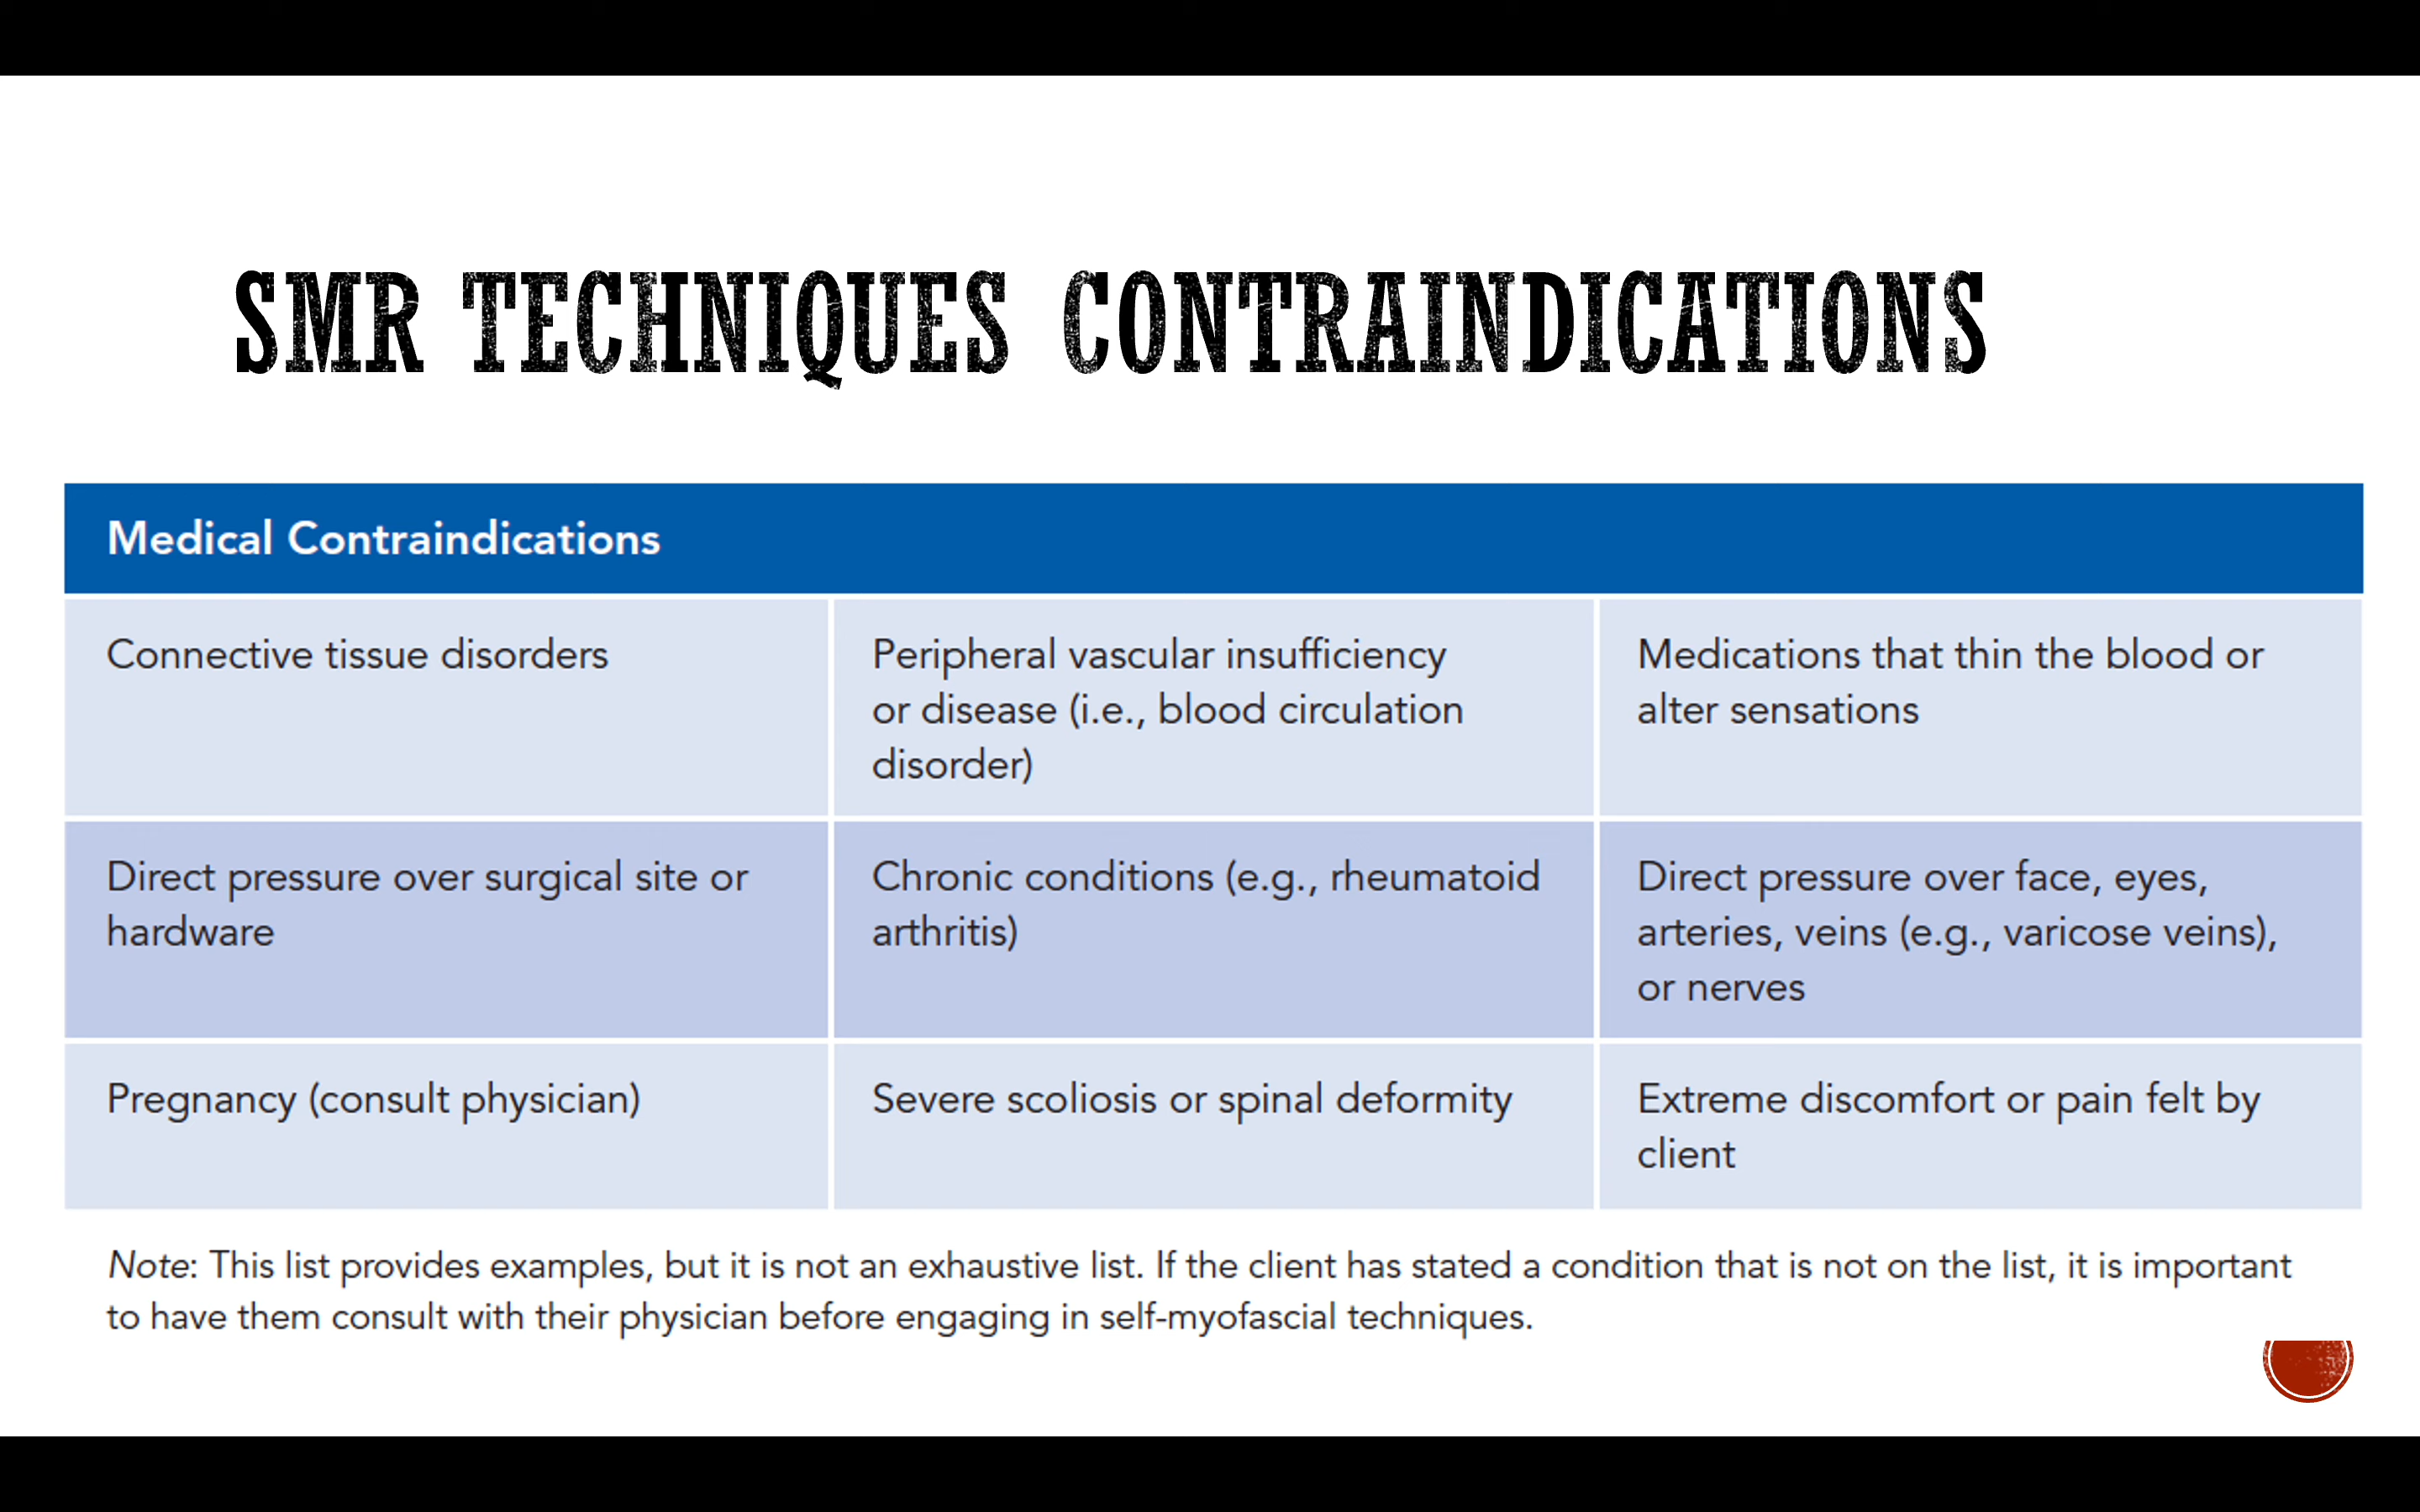 SMR TECHNIQUES CONTRAINDICATIONS
Medical Contraindications
Connective tissue disorders
Peripheral vascular insufficiency
or disease (i.e., blood circulation
disorder)
Medications that thin the blood or
alter sensations
Direct pressure over surgical site or
hardware
Chronic conditions (e.g., rheumatoid
arthritis)
Direct pressure over face, eyes,
arteries, veins (e.g., varicose veins),
or nerves
Pregnancy (consult physician)
Severe scoliosis or spinal deformity
Extreme discomfort or pain felt by
client
Note: This list provides examples, but it is not an exhaustive list. If the client has stated a condition that is not on the list, it is important
to have them consult with their physician before engaging in self-myofascial techniques.